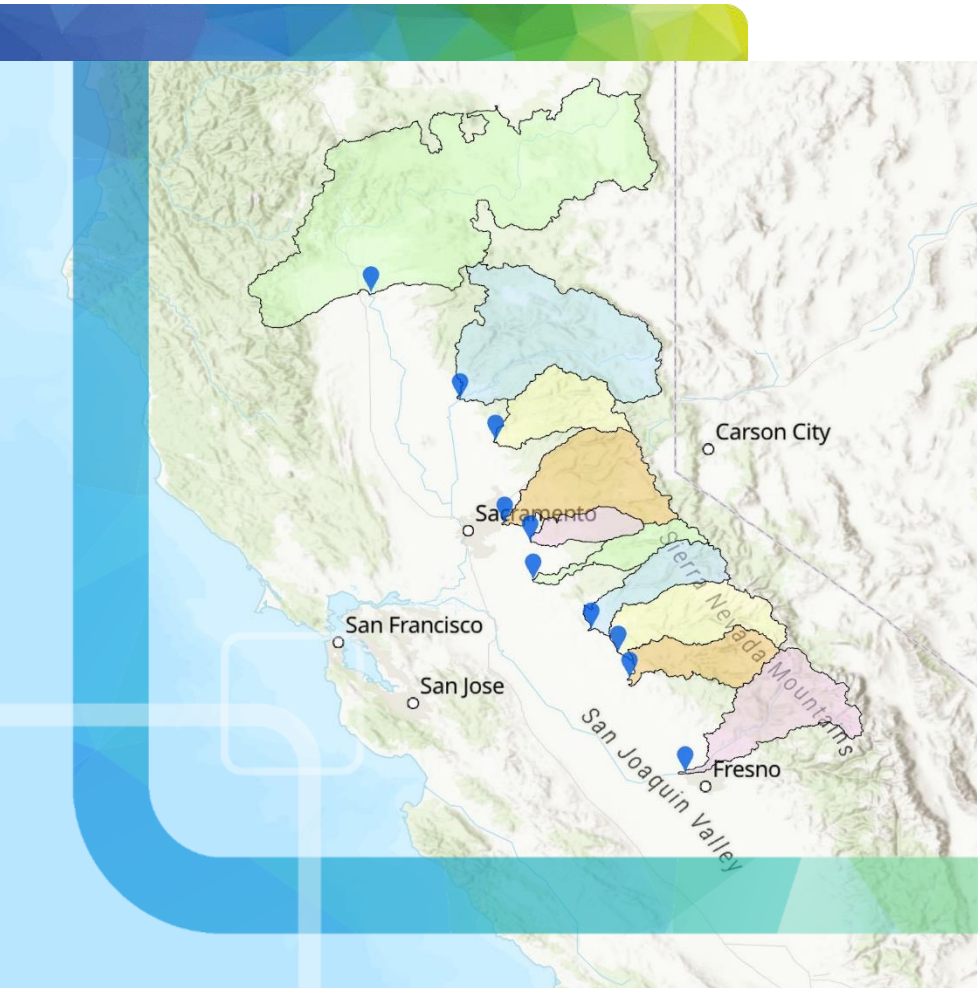 Carson City
Sacramento
San Francisco
San Jose
Sierra Nevada Mountains
San Joaquin Valley
Fresno